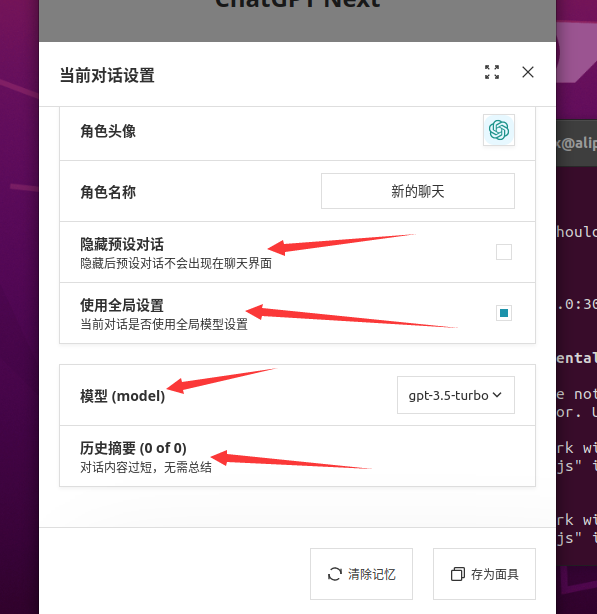 ChatGPT Next
当前对话设置
角色头像
k@alip
角色名称
新的聊天
隐藏预设对话
隐藏后预设对话不会出现在聊天界面
使用全局设置
.0:30
当前对话是否使用全局模型设置
模型 (model)
gpt-3.5-turbo
历史摘要 (0 of 0)
对话内容过短，无需总结
rk wi
js" i
rk wi
js" i
清除记忆
存为面具